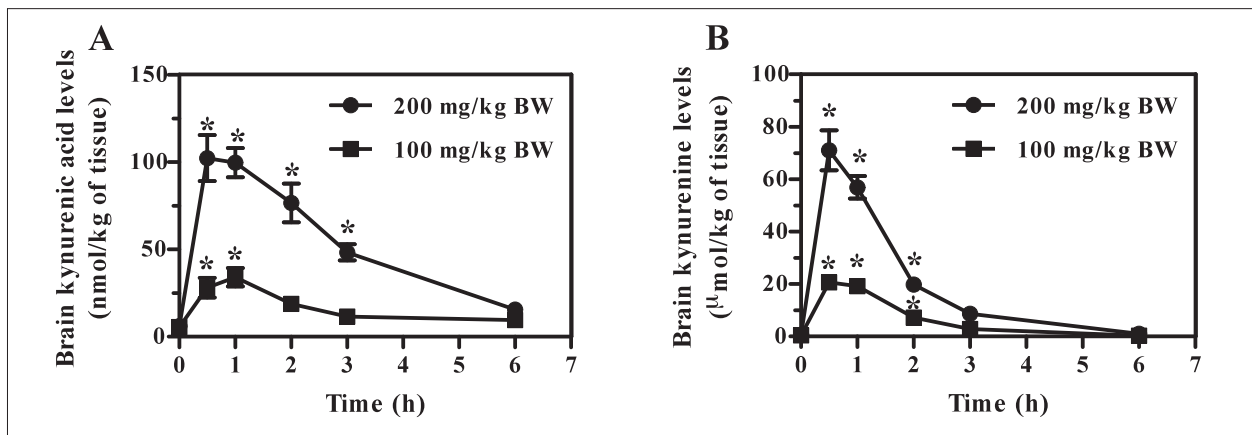 A
Brain kynurenic acid levels
(nmol/kg of tissue)
150
100
50
0
200 mg/kg BW
100 mg/kg BW
* * * *
* *
0 1 2 3 4 5 6 7
Time (h)
B
Brain kynurenine levels
(μmol/kg of tissue)
100
80
60
40
20
0
200 mg/kg BW
100 mg/kg BW
* * *
* * *
0 1 2 3 4 5 6 7
Time (h)